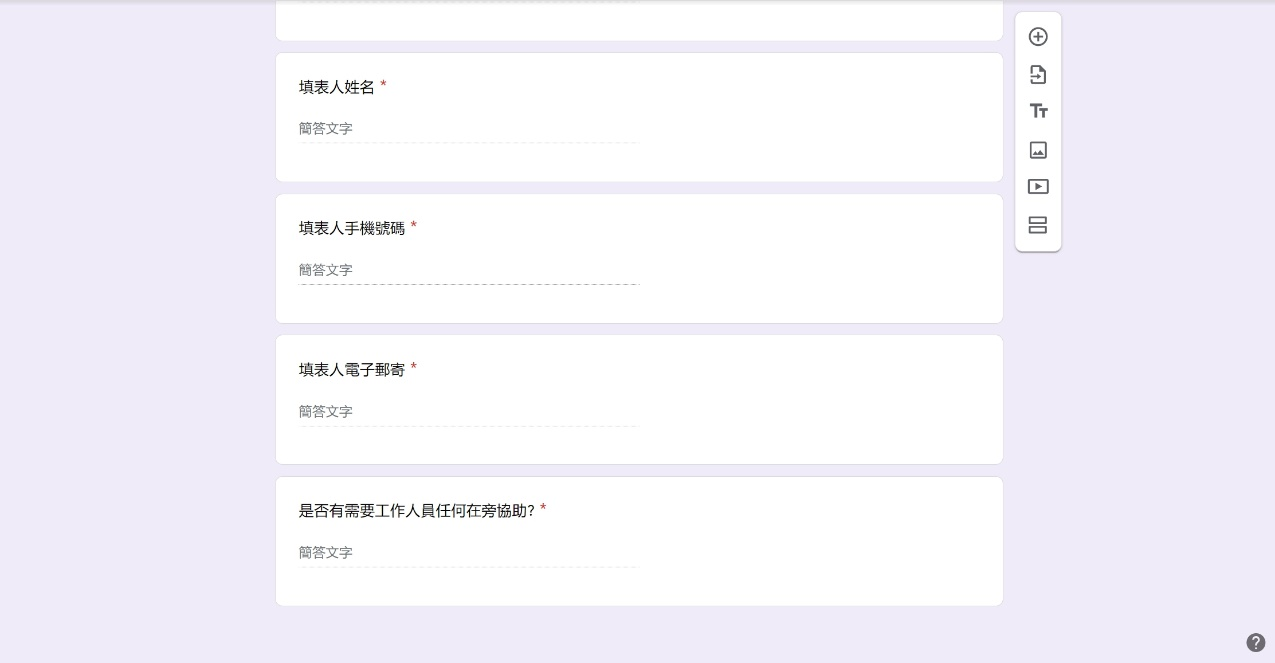 填表人姓名 *
簡答文字
填表人手機號碼 *
簡答文字
填表人電子郵寄 *
簡答文字
是否有需要工作人員任何在旁協助? *
簡答文字